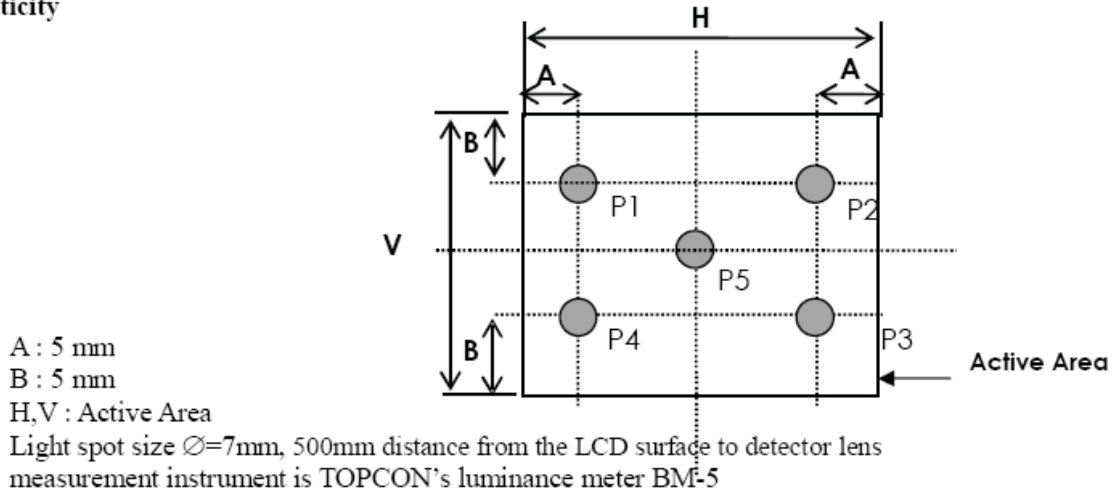 ticity
H
A
A
B
P1
P2
V
P5
B
P4
P3
Active Area
A : 5 mm
B : 5 mm
H,V : Active Area
Light spot size ∅=7mm, 500mm distance from the LCD surface to detector lens
measurement instrument is TOPCON's luminance meter BM-5